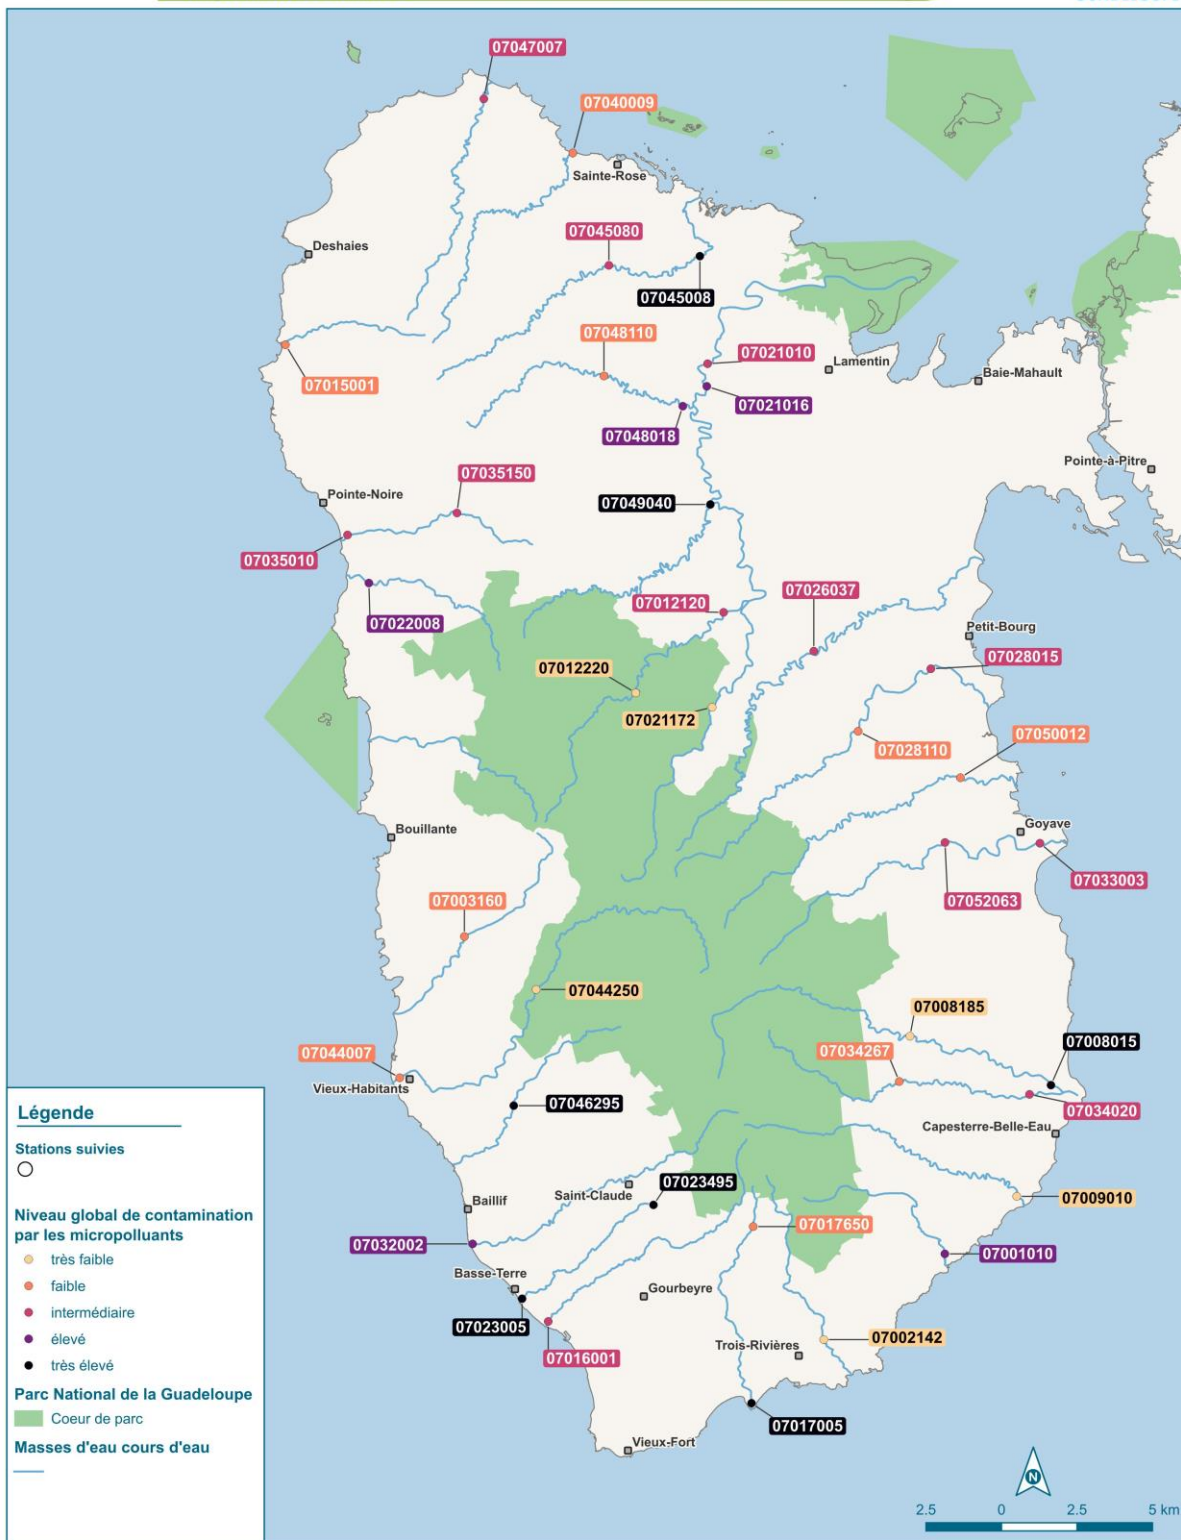 07047007
07040009
Sainte-Rose
07045080
Deshaies
07045008
07048110
07021010
Lamentin
Baie-Mahault
07015001
07021016
07048018
Pointe-à-Pitre
07035150
Pointe-Noire
07049040
07035010
07026037
07012120
07022008
Petit-Bourg
07028015
07012220
07021172
07050012
07028110
Goyave
Bouillante
07033003
07052063
07003160
07044250
07008185
07008015
07044007
07034267
Vieux-Habitants
07046295
07034020
Capesterre-Belle-Eau
07023495
Saint-Claude
07009010
Baillif
07017650
07032002
07001010
Basse-Terre
Gourbeyre
07023005
07002142
Trois-Rivières
07016001
07017005
Vieux-Fort
Légende
Stations suivies
Niveau global de contamination
par les micropolluants
très faible
faible
intermédiaire
élevé
très élevé
Parc National de la Guadeloupe
Coeur de parc
Masses d'eau cours d'eau
N
2.5 0 2.5 5 km